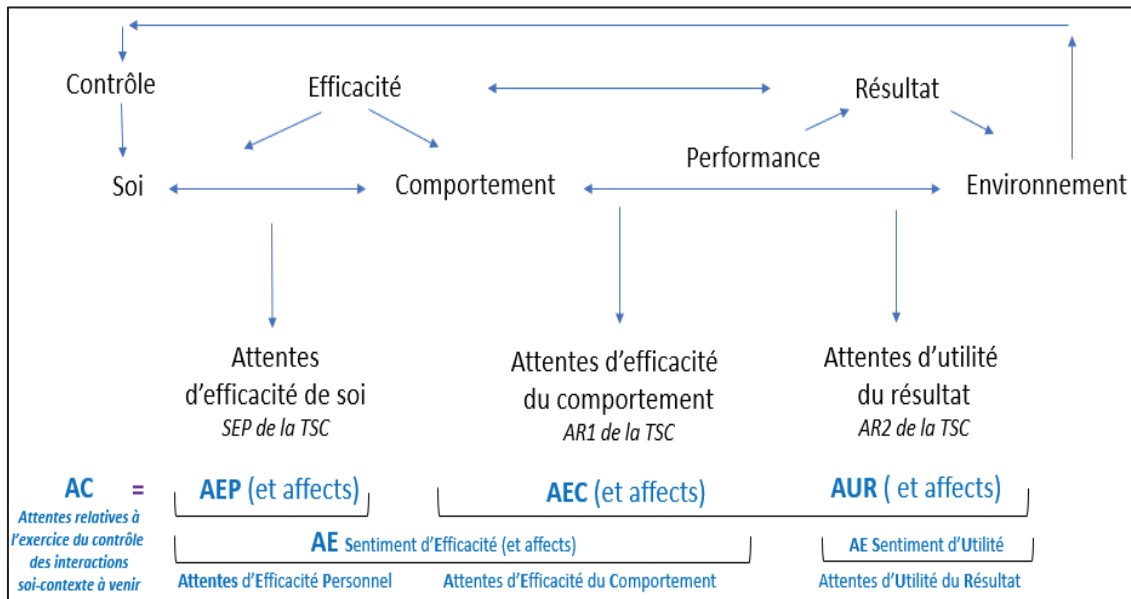 Contrôle Efficacité Résultat
Performance
Soi Comportement Environnement
Attentes
d'efficacité de soi
SEP de la TSC
Attentes d'efficacité
du comportement
AR1 de la TSC
Attentes d'utilité
du résultat
AR2 de la TSC
AC = AEP (et affects) AEC (et affects) AUR ( et affects)
Attentes relatives à
l'exercice du contrôle
des interactions
soi-contexte à venir
AE Sentiment d'Efficacité (et affects) AE Sentiment d'Utilité
Attentes d'Efficacité Personnel Attentes d'Efficacité du Comportement Attentes d'Utilité du Résultat